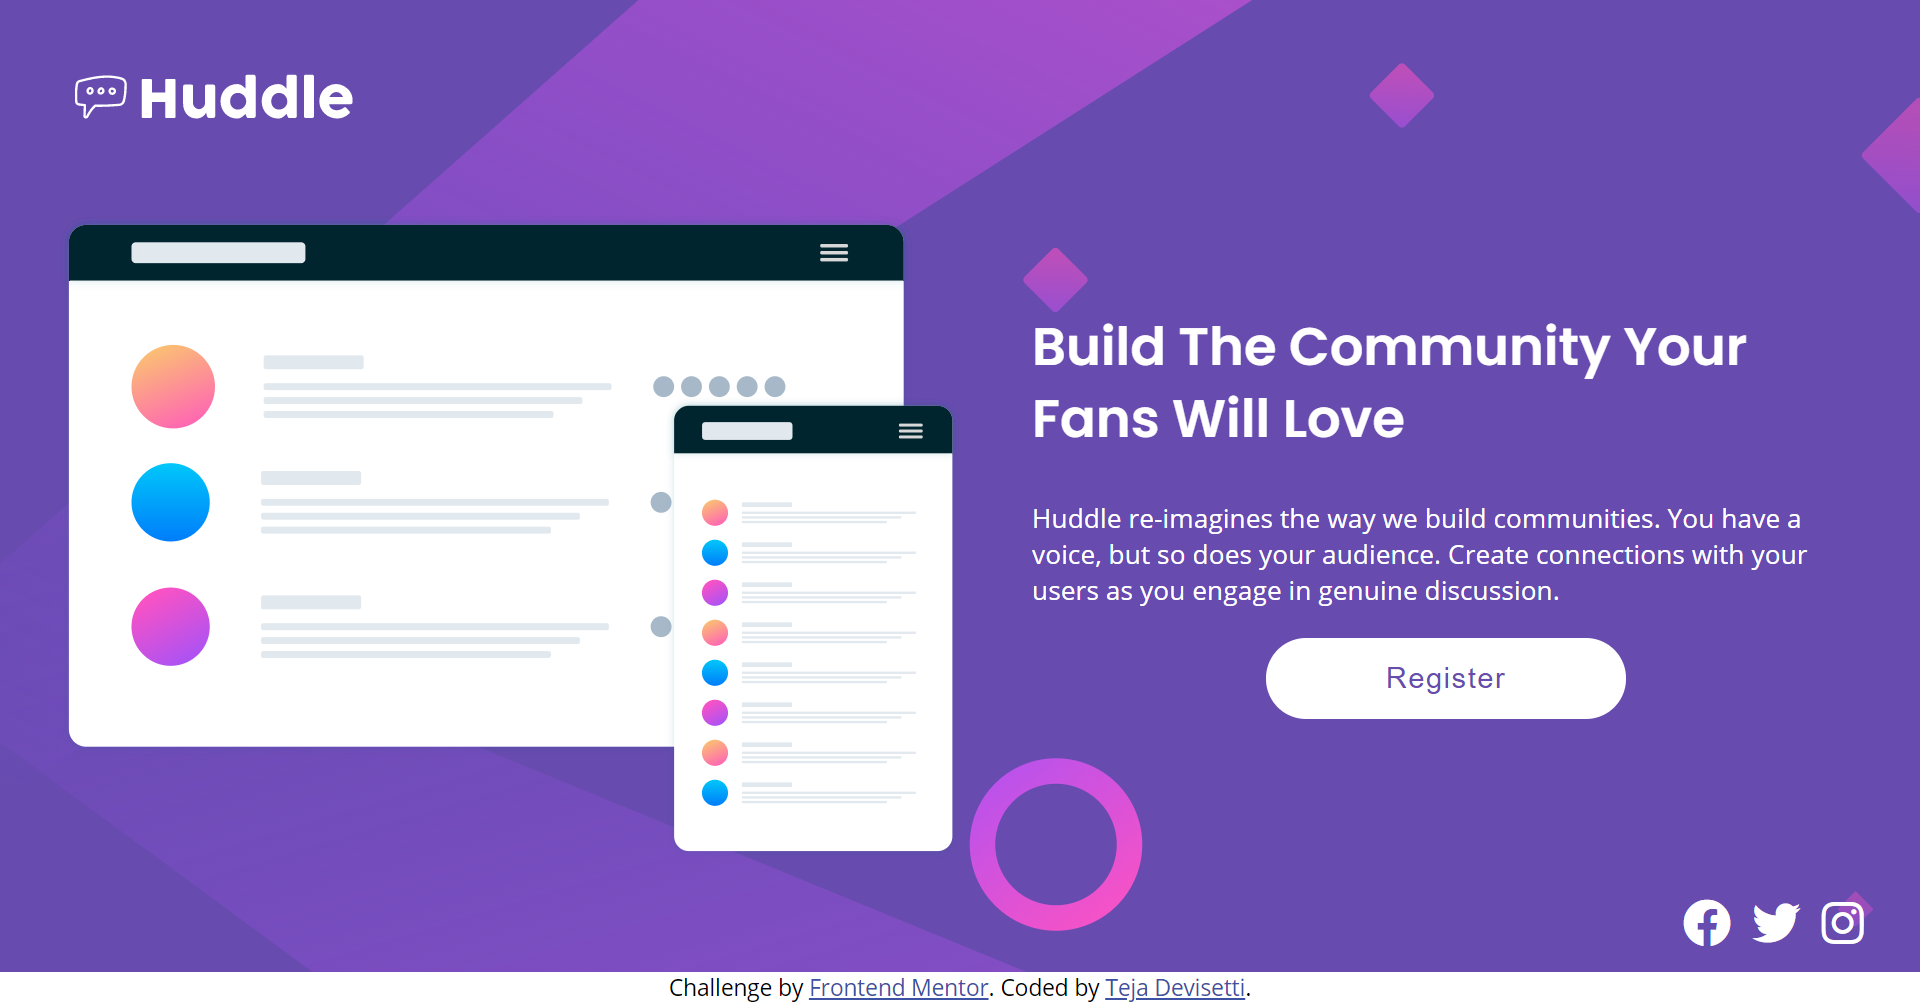 Huddle
Build The Community Your
Fans Will Love
Huddle re-imagines the way we build communities. You have a
voice, but so does your audience. Create connections with your
users as you engage in genuine discussion.
Register
Challenge by Frontend Mentor. Coded by Teja Devisetti.